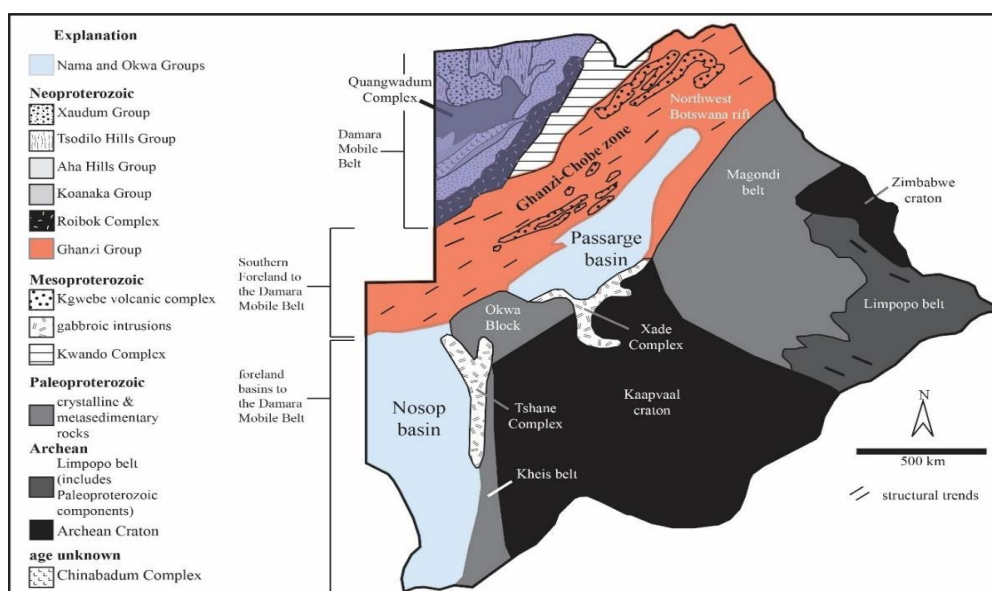 Explanation
Nama and Okwa Groups
Neoproterozoic
Xaudum Group
Tsodilo Hills Group
Aha Hills Group
Koanaka Group
Roibok Complex
Ghanzi Group
Mesoproterozoic
Kgwebe volcanic complex
gabbroic intrusions
Kwando Complex
Paleoproterozoic
crystalline &
metasedimentary
rocks
Archean
Limpopo belt
(includes
Paleoproterozoic
components)
Archean Craton
age unknown
Chinabadum Complex
Quangwadum
Complex
Damara
Mobile
Belt
Southern
Foreland to
the Damara
Mobile Belt
foreland
basins to
the Damara
Mobile Belt
Northwest
Botswana rift
Ghanzi-Chobe zone
Magondi
belt
Zimbabwe
craton
Passarge
basin
Limpopo belt
Okwa
Block
Xade
Complex
Nosop
basin
Tshane
Complex
Kaapvaal
craton
Kheis belt
N
500 km
structural trends